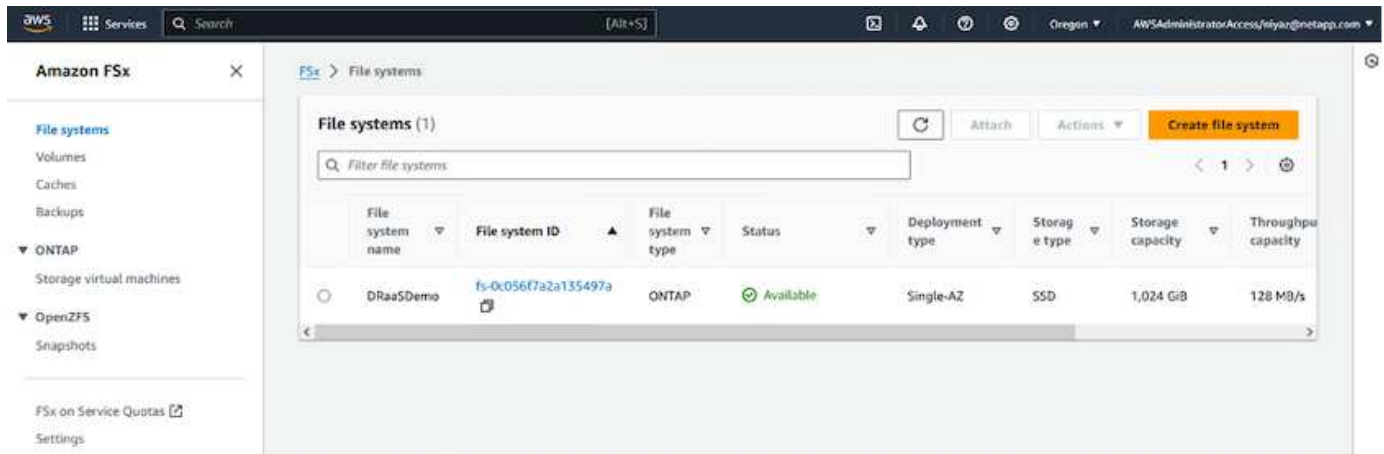 aws Services Search [Alt+S] Oregon ▼ AWSAdministratorAccess/niyaz@netapp.com ▼
Amazon FSx
FSx > File systems
File systems
Volumes
Caches
Backups
▼ ONTAP
Storage virtual machines
▼ OpenZFS
Snapshots
FSx on Service Quotas
Settings
File systems (1)
Attach Actions ▼ Create file system
Filter file systems
< 1 >
File system name
File system ID
File system type
Status
Deployment type
Storag
e type
Storage capacity
Throughpu
capacity
DRaaSDemo fs-0c056f7a2a135497a ONTAP Available Single-AZ SSD 1,024 GiB 128 MB/s